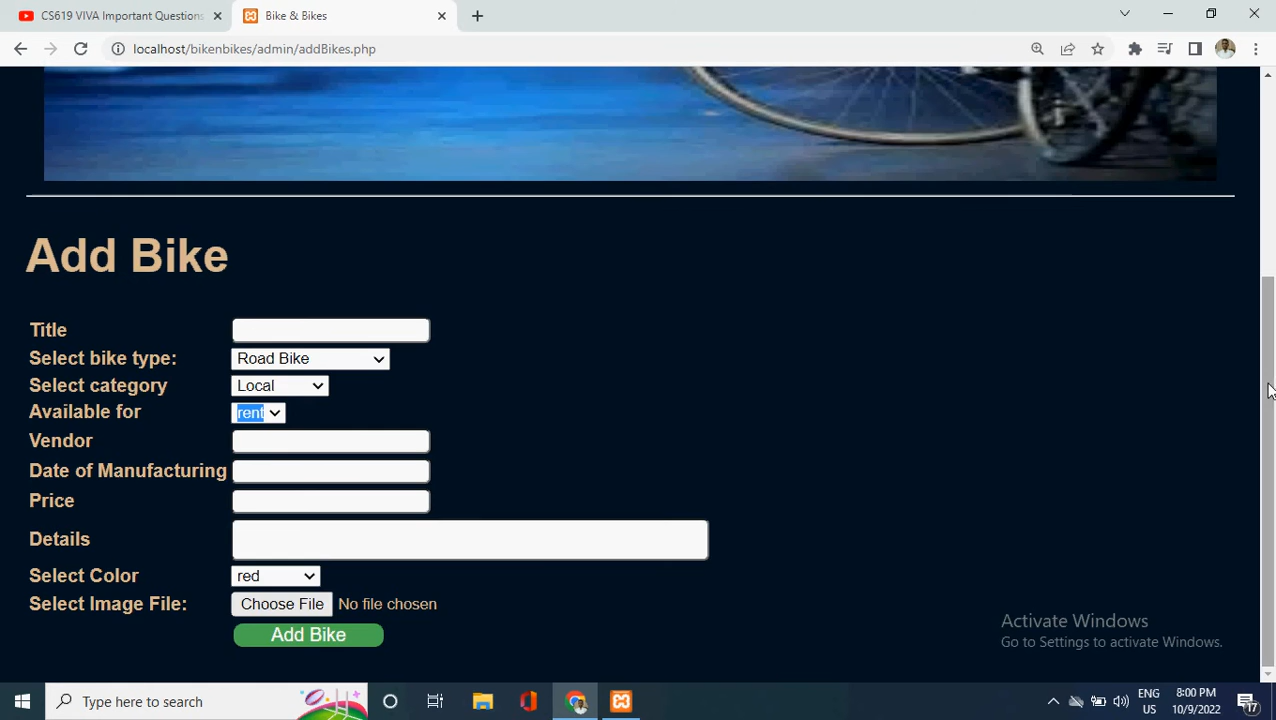 CS619 VIVA Important Questions
Bike & Bikes
localhost/bikenbikes/admin/addBikes.php
Add Bike
Title
Select bike type: Road Bike
Select category Local
Available for rent
Vendor
Date of Manufacturing
Price
Details
Select Color red
Select Image File: Choose File No file chosen
Add Bike
Activate Windows
Go to Settings to activate Windows.
Type here to search
ENG
US
8:00 PM
10/9/2022
17